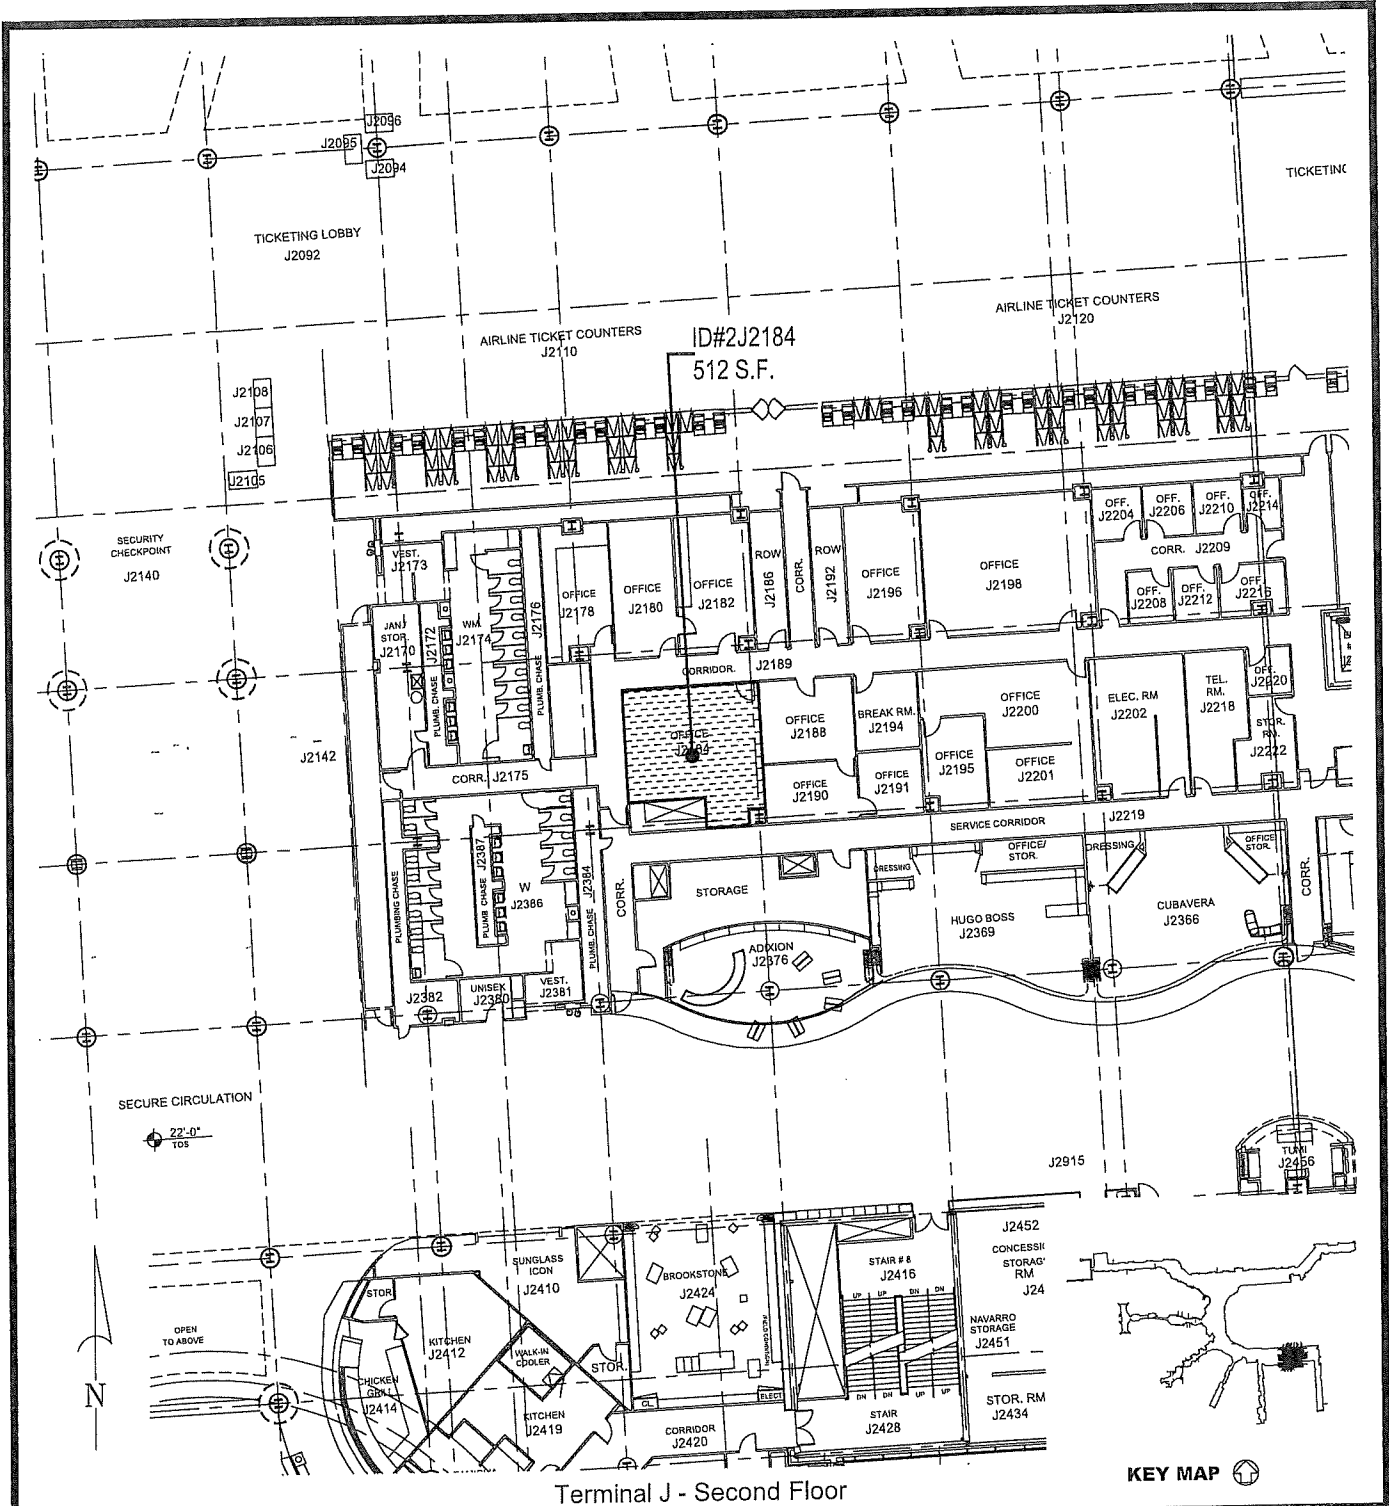 J2096
J2095
J2094
TICKETING
TICKETING LOBBY
J2092
AIRLINE TICKET COUNTERS
J2120
AIRLINE TICKET COUNTERS
J2110
ID#2J2184
512 S.F.
J2108
J2107
J2106
J2105
SECURITY
CHECKPOINT
J2140
VEST.
J2173
JANJ
STOR.
J2170
J2172
PLUMB. CHASE
WM.
J2174
J2176
PLUMB. CHASE
OFFICE
J2178
OFFICE
J2180
OFFICE
J2182
ROW
J2186
CORR.
ROW
J2192
OFFICE
J2196
OFFICE
J2198
OFF.
J2204
OFF.
J2206
OFF.
J2210
OFF.
J2214
CORR. J2209
OFF.
J2208
OFF.
J2212
OFF.
J2216
CORRIDOR.
J2189
OFFICE
J2184
OFFICE
J2188
BREAK RM.
J2194
OFFICE
J2200
ELEC. RM
J2202
TEL.
RM.
J2218
OFF.
J2220
STOR.
RM.
J2222
J2142
CORR. J2175
OFFICE
J2190
OFFICE
J2191
OFFICE
J2195
OFFICE
J2201
SERVICE CORRIDOR
J2219
PLUMBING CHASE
J2387
PLUMB CHASE
W
J2386
J2384
PLUMB. CHASE
CORR.
STORAGE
DRESSING
OFFICE/
STOR.
DRESSING
OFFICE
STOR.
CORR.
HUGO BOSS
J2369
CUBAVERA
J2366
ADIXION
J2376
J2382
UNISEX
J2380
VEST.
J2381
SECURE CIRCULATION
22'-0"
TOS
J2915
TUMI
J2456
SUNGLASS
ICON
J2410
BROOKSTONE
J2424
STAIR # 8
J2416
UP UP DN DN
DN DN UP UP
J2452
CONCESSI
STORAG
RM
J24
NAVARRO
STORAGE
J2451
STOR. RM
J2434
OPEN
TO ABOVE
STOR
KITCHEN
J2412
WALK-IN
COOLER
STOR.
CHICKEN
GRILL
J2414
KITCHEN
J2419
CL
ELECT
CORRIDOR
J2420
STAIR
J2428
N
KEY MAP
Terminal J - Second Floor